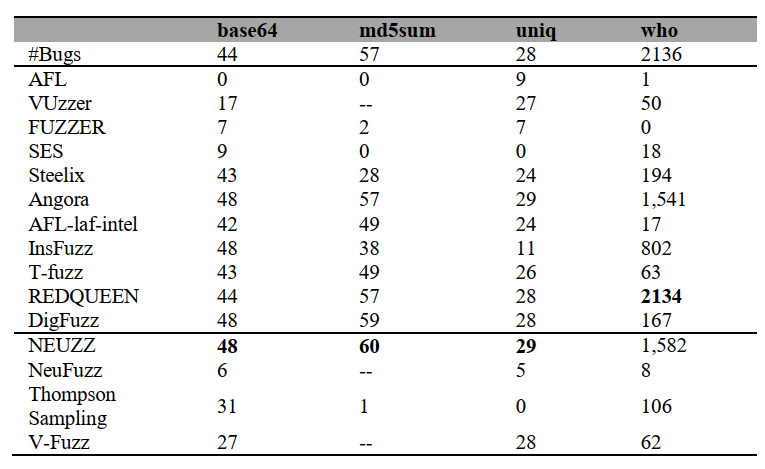 base64 md5sum uniq who
#Bugs 44 57 28 2136
AFL 0 0 9 1
VUzzer 17 -- 27 50
FUZZER 7 2 7 0
SES 9 0 0 18
Steelix 43 28 24 194
Angora 48 57 29 1,541
AFL-laf-intel 42 49 24 17
InsFuzz 48 38 11 802
T-fuzz 43 49 26 63
REDQUEEN 44 57 28 2134
DigFuzz 48 59 28 167
NEUZZ 48 60 29 1,582
NeuFuzz 6 -- 5 8
Thompson
Sampling 31 1 0 106
V-Fuzz 27 -- 28 62